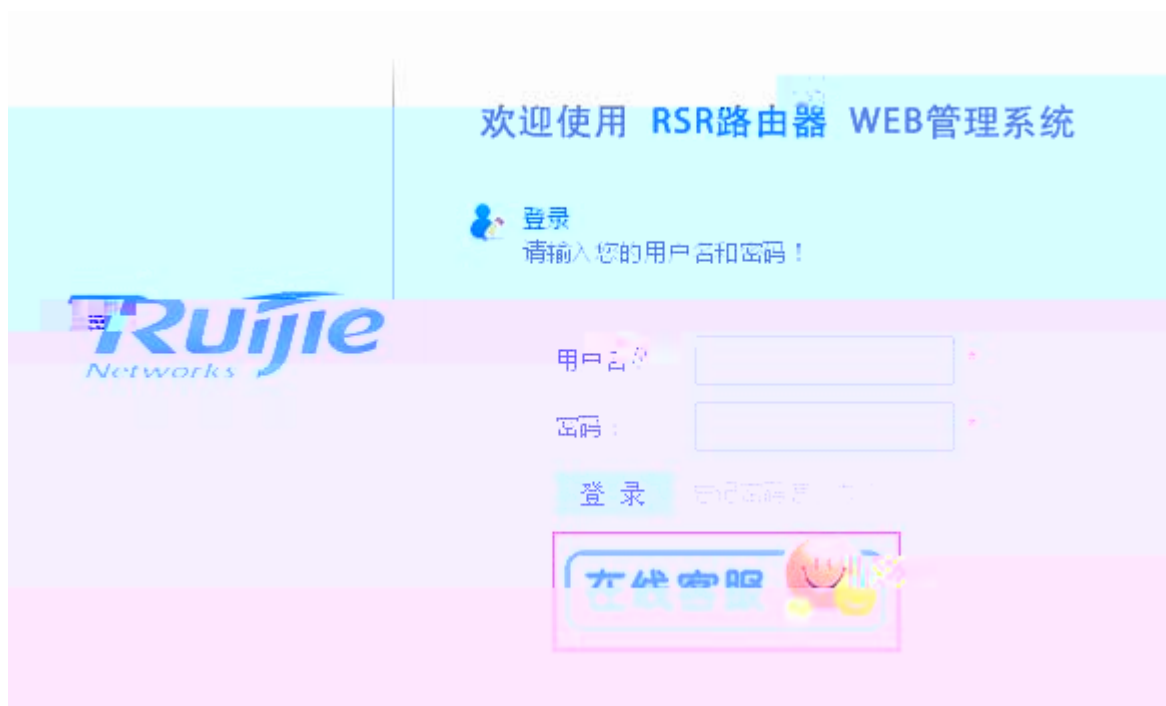 欢迎使用 RSR路由器 WEB管理系统
登录
请输入您的用户名和密码！
Ruijie
Networks
用户名
*
密码：
*
登 录
在线客服